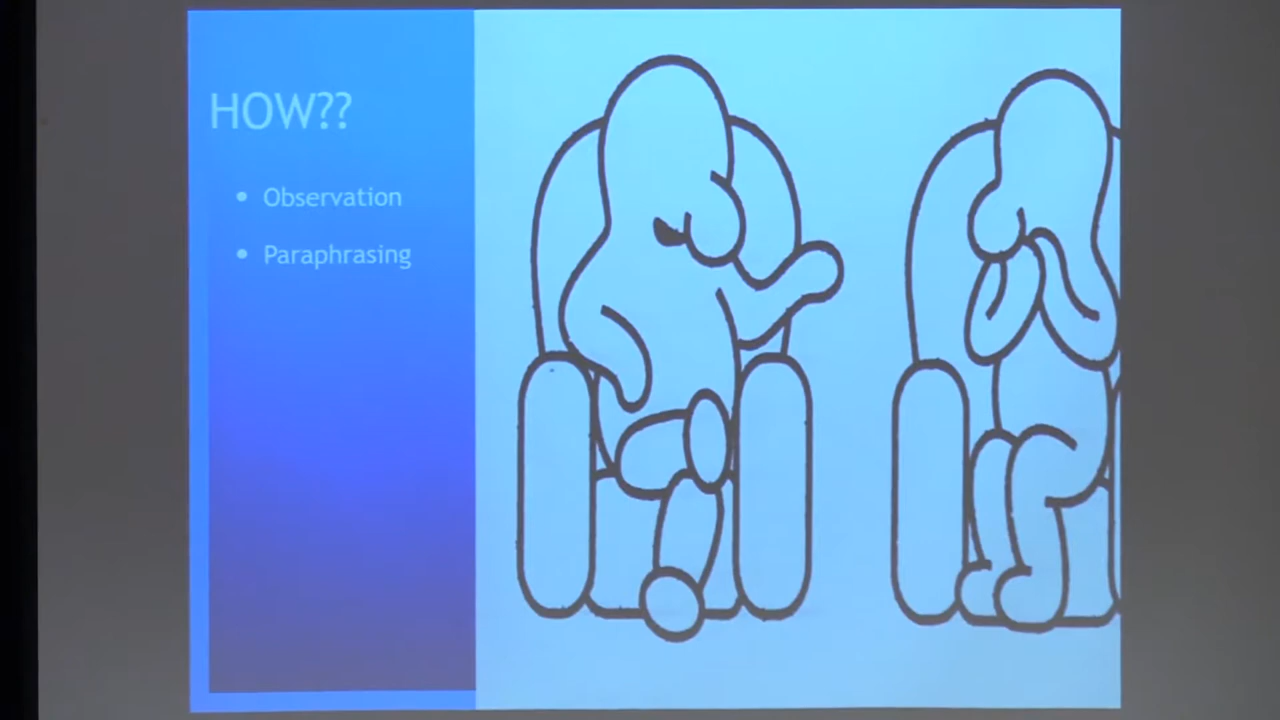 HOW??
• Observation
• Paraphrasing